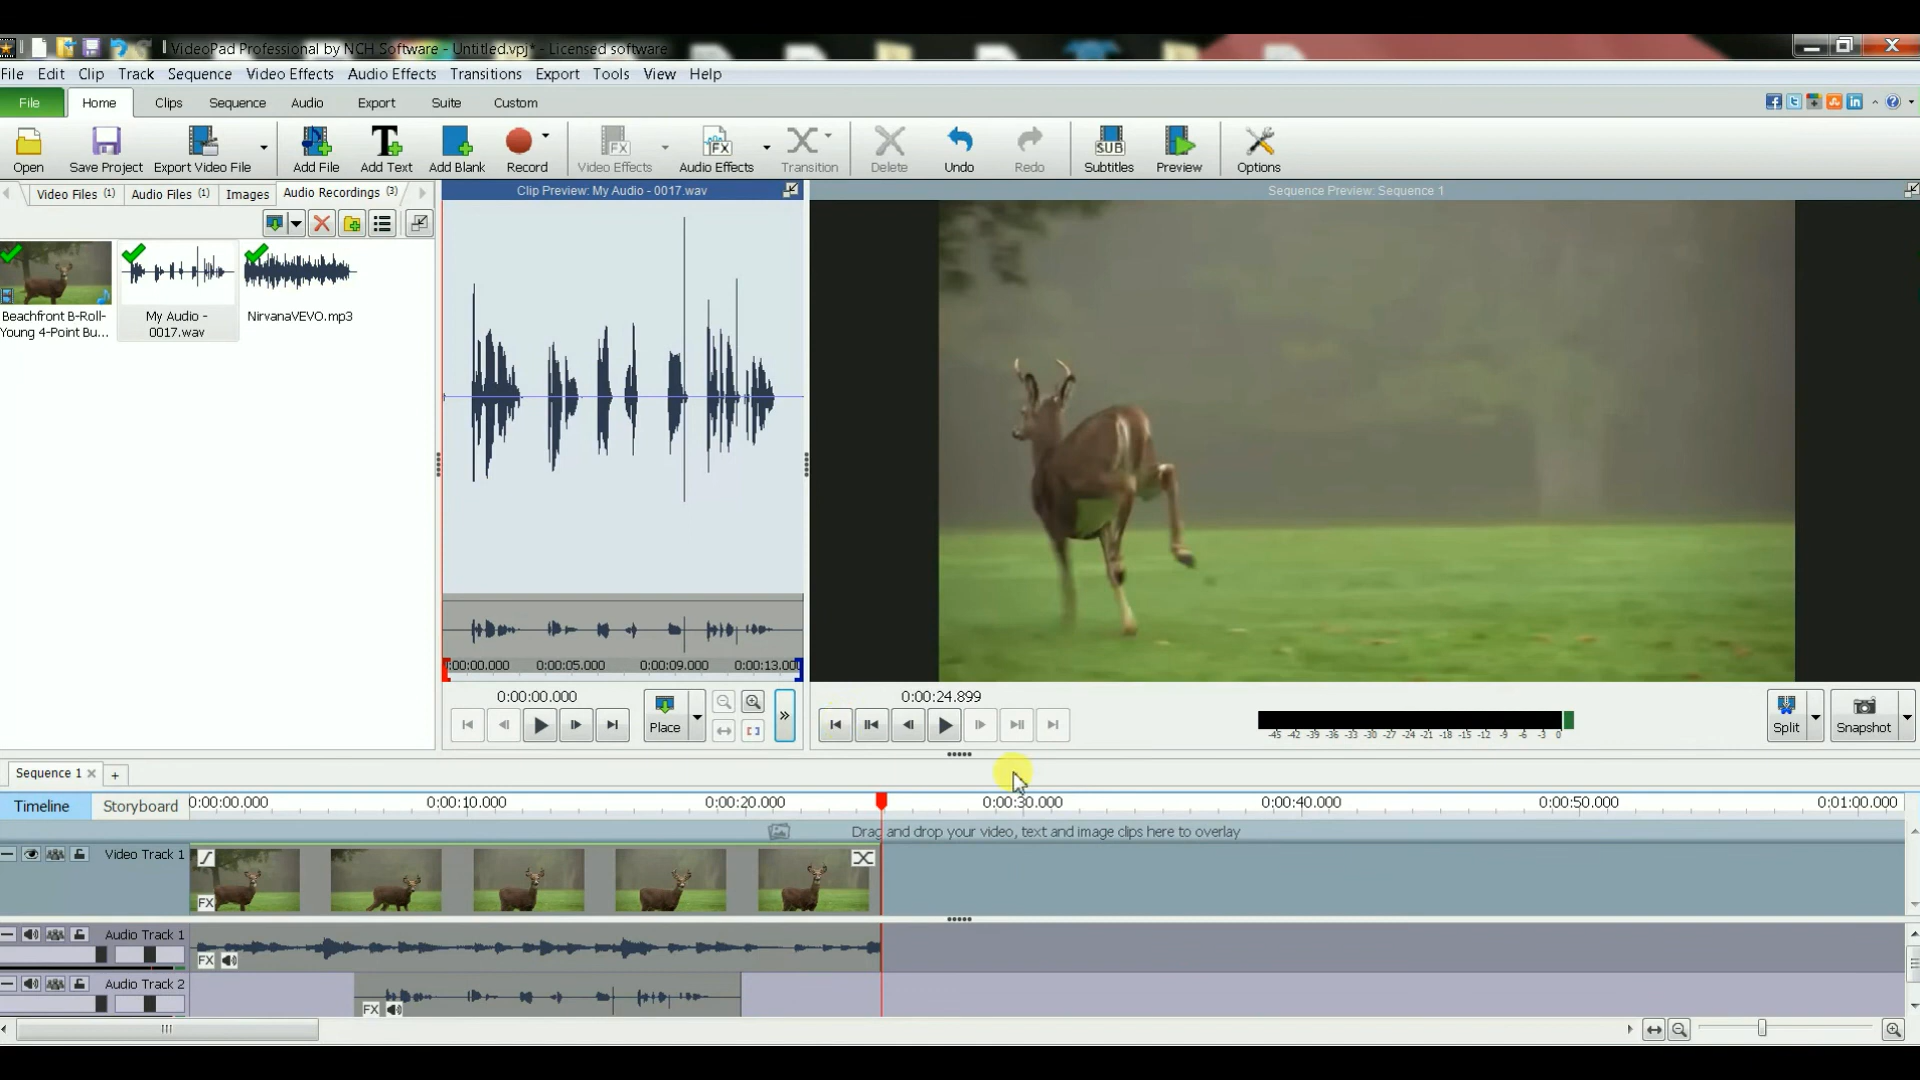 VideoPad Professional by NCH Software - Untitled.vpj* - Licensed software
File Edit Clip Track Sequence Video Effects Audio Effects Transitions Export Tools View Help
File Home Clips Sequence Audio Export Suite Custom
Open Save Project Export Video File Add File Add Text Add Blank Record Video Effects Audio Effects Transition Delete Undo Redo Subtitles Preview Options
Video Files (1) Audio Files (1) Images Audio Recordings (3)
Clip Preview: My Audio - 0017.wav
Sequence Preview: Sequence 1
Beachfront B-Roll-
Young 4-Point Bu...
My Audio -
0017.wav
NirvanaVEVO.mp3
0:00:00.000 0:00:05.000 0:00:09.000 0:00:13.000
0:00:00.000
Place
0:00:24.899
-45 -42 -39 -36 -33 -30 -27 -24 -21 -18 -15 -12 -9 -6 -3 0
Split
Snapshot
Sequence 1
Timeline Storyboard 0:00:00.000 0:00:10.000 0:00:20.000 0:00:30.000 0:00:40.000 0:00:50.000 0:01:00.000
Drag and drop your video, text and image clips here to overlay
Video Track 1
FX
Audio Track 1
FX
Audio Track 2
FX